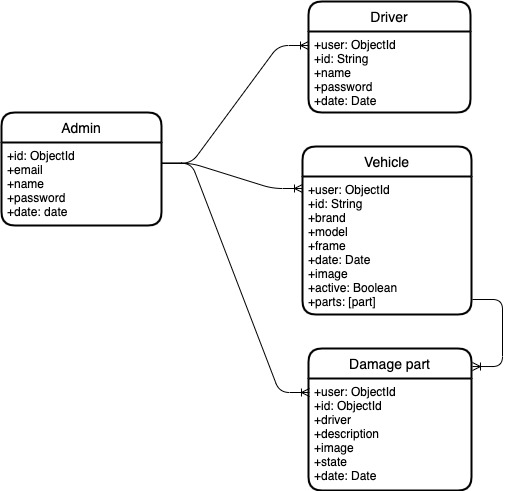 Driver
+user: ObjectId
+id: String
+name
+password
+date: Date
Admin
+id: ObjectId
+email
+name
+password
+date: date
Vehicle
+user: ObjectId
+id: String
+brand
+model
+frame
+date: Date
+image
+active: Boolean
+parts: [part]
Damage part
+user: ObjectId
+id: ObjectId
+driver
+description
+image
+state
+date: Date